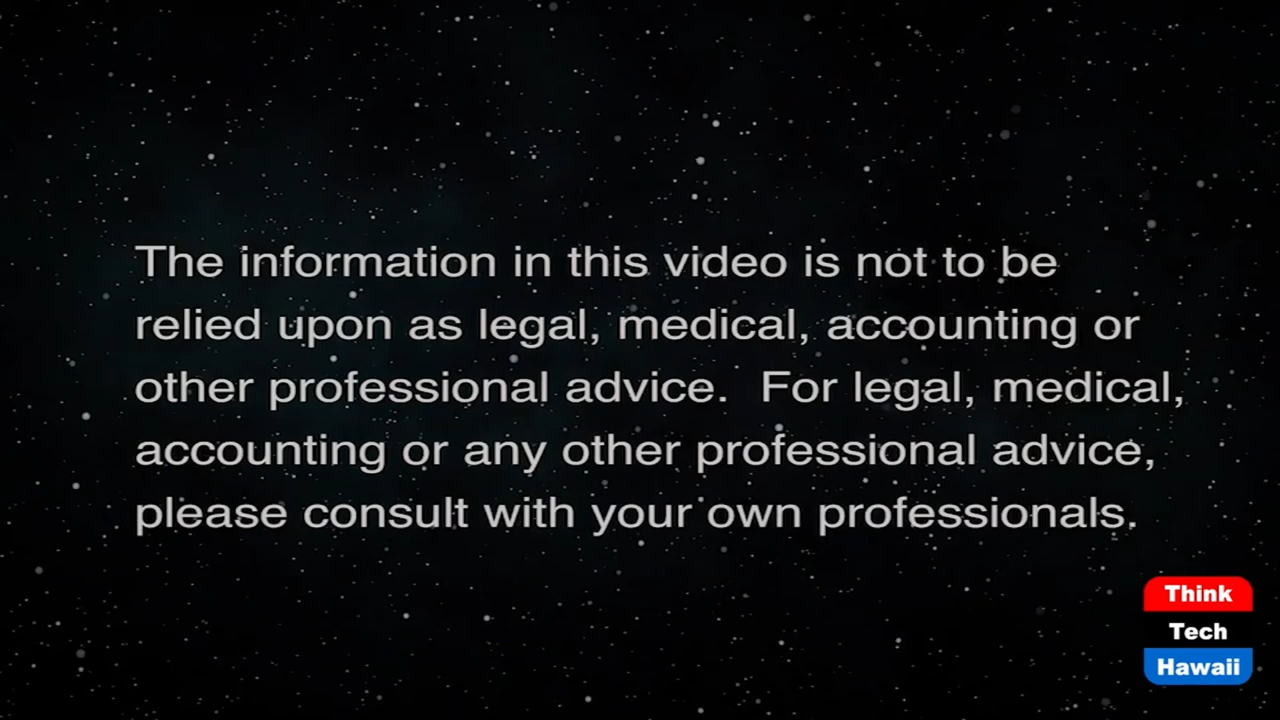 The information in this video is not to be
relied upon as legal, medical, accounting or
other professional advice.  For legal, medical,
accounting or any other professional advice,
please consult with your own professionals.
Think
Tech
Hawaii